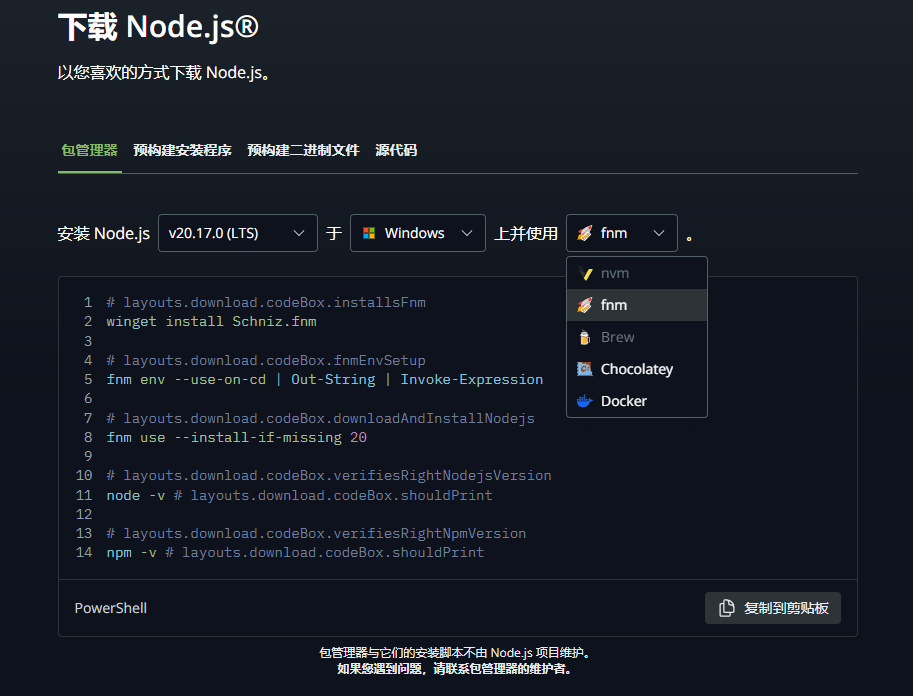 下载 Node.js®
以您喜欢的方式下载 Node.js。
包管理器 预构建安装程序 预构建二进制文件 源代码
安装 Node.js v20.17.0 (LTS) 于 Windows 上并使用 fnm 。
nvm
fnm
Brew
Chocolatey
Docker
1 # layouts.download.codeBox.installsFnm
2 winget install Schniz.fnm
3
4 # layouts.download.codeBox.fnmEnvSetup
5 fnm env --use-on-cd | Out-String | Invoke-Expression
6
7 # layouts.download.codeBox.downloadAndInstallNodejs
8 fnm use --install-if-missing 20
9
10 # layouts.download.codeBox.verifiesRightNodejsVersion
11 node -v # layouts.download.codeBox.shouldPrint
12
13 # layouts.download.codeBox.verifiesRightNpmVersion
14 npm -v # layouts.download.codeBox.shouldPrint
PowerShell 复制到剪贴板
包管理器与它们的安装脚本不由 Node.js 项目维护。
如果您遇到问题，请联系包管理器的维护者。